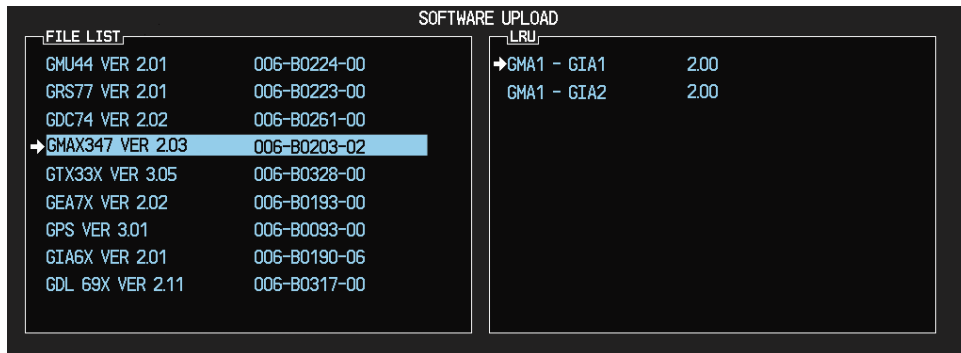 SOFTWARE UPLOAD
FILE LIST
GMU44 VER 2.01 006-B0224-00
GRS77 VER 2.01 006-B0223-00
GDC74 VER 2.02 006-B0261-00
GMAX347 VER 2.03 006-B0203-02
GTX33X VER 3.05 006-B0328-00
GEA7X VER 2.02 006-B0193-00
GPS VER 3.01 006-B0093-00
GIA6X VER 2.01 006-B0190-06
GDL 69X VER 2.11 006-B0317-00
LRU
GMA1 - GIA1 2.00
GMA1 - GIA2 2.00